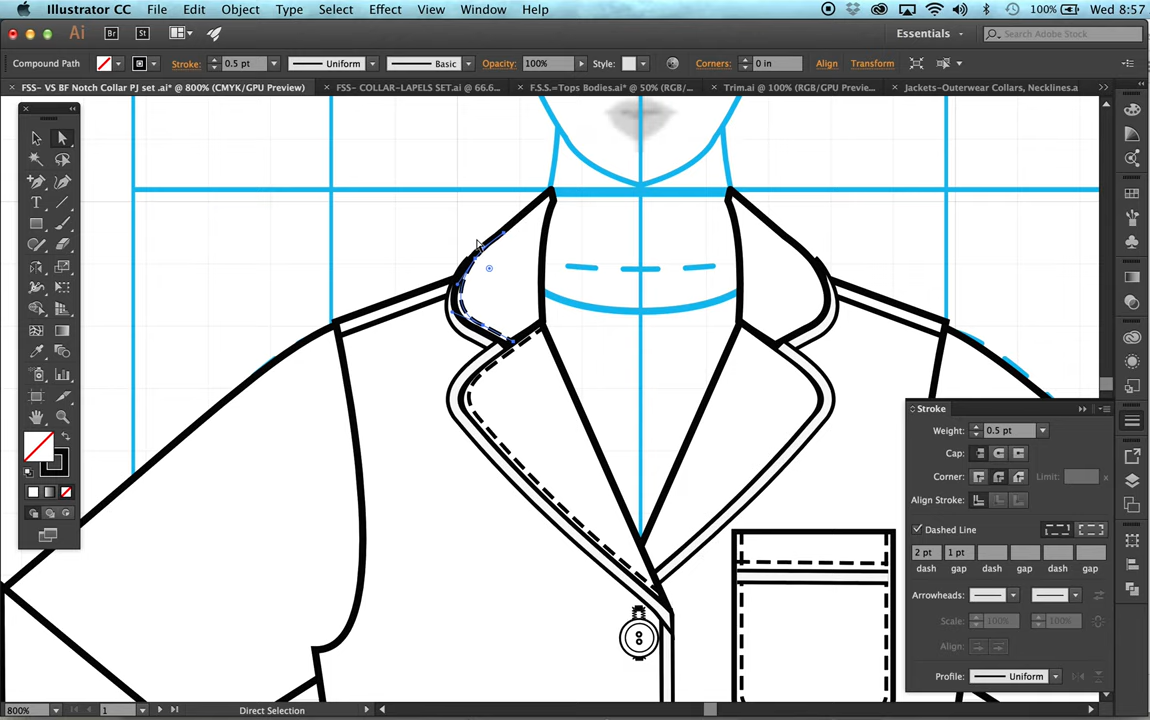 Illustrator CC File Edit Object Type Select Effect View Window Help 100% Wed 8:57
Ai Br St Essentials Search Adobe Stock
Compound Path Stroke: 0.5 pt Uniform Basic Opacity: 100% Style: Corners: 0 in Align Transform
FSS- VS BF Notch Collar PJ set .ai* @ 800% (CMYK/GPU Preview) FSS- COLLAR-LAPELS SET.ai @ 66.6... F.S.S.=Tops Bodies.ai* @ 50% (RGB/... Trim.ai @ 100% (RGB/GPU Previe... Jackets-Outerwear Collars, Necklines.a
Stroke
Weight: 0.5 pt
Cap:
Corner: Limit: x
Align Stroke:
Dashed Line
2 pt 1 pt
dash gap dash gap dash gap
Arrowheads:
Scale: 100% 100%
Align:
Profile: Uniform
800% 1 Direct Selection